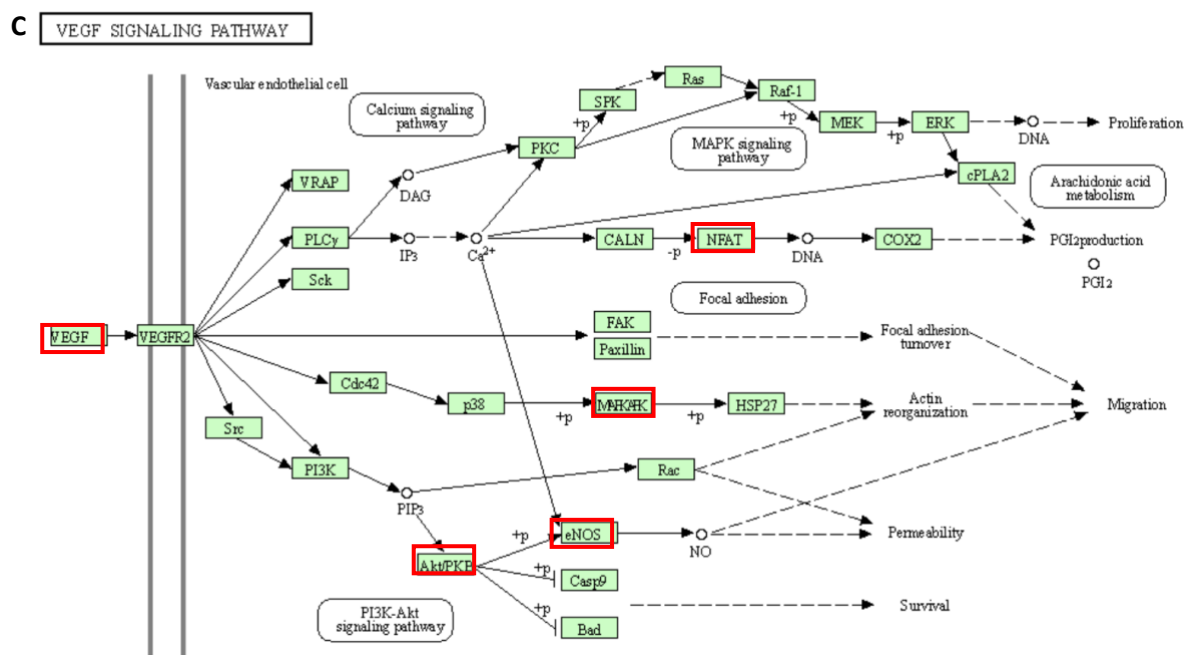 C
VEGF SIGNALING PATHWAY
Vascular endothelial cell
Calcium signaling
pathway
SPK
Ras
Raf-1
+p
+p
MEK
+p
ERK
DNA
Proliferation
MAPK signaling
pathway
PKC
DAG
VRAP
cPLA2
Arachidonic acid
metabolism
PLCγ
IP3
Ca2+
CALN
-p
NFAT
DNA
COX2
PGI2production
PGI2
Sck
Focal adhesion
VEGF
VEGFR2
FAK
Paxillin
Focal adhesion
turnover
Cdc42
p38
+p
MAPKAPK
+p
HSP27
Actin
reorganization
Migration
Src
PI3K
PIP3
Rac
+p
eNOS
NO
Permeability
Akt/PKB
+p
Casp9
+p
Bad
Survival
PI3K-Akt
signaling pathway